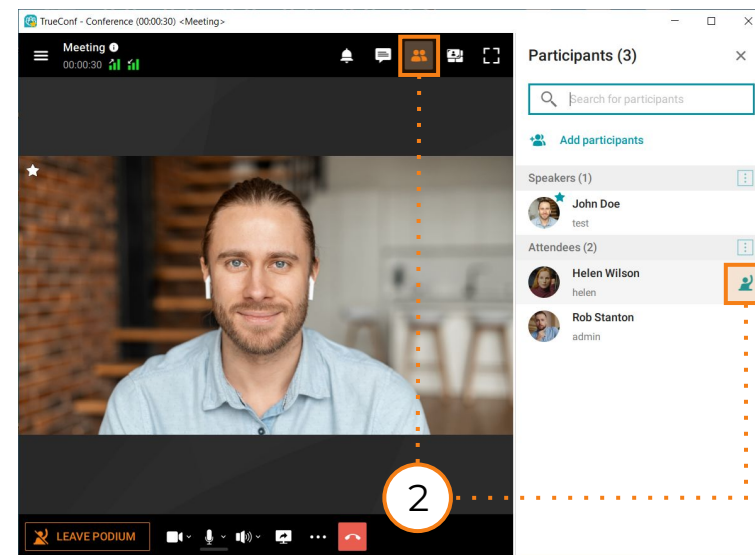 TrueConf - Conference (00:00:30) <Meeting>
Meeting
00:00:30
Participants (3)
Search for participants
Add participants
Speakers (1)
John Doe
test
Attendees (2)
Helen Wilson
helen
Rob Stanton
admin
2
LEAVE PODIUM